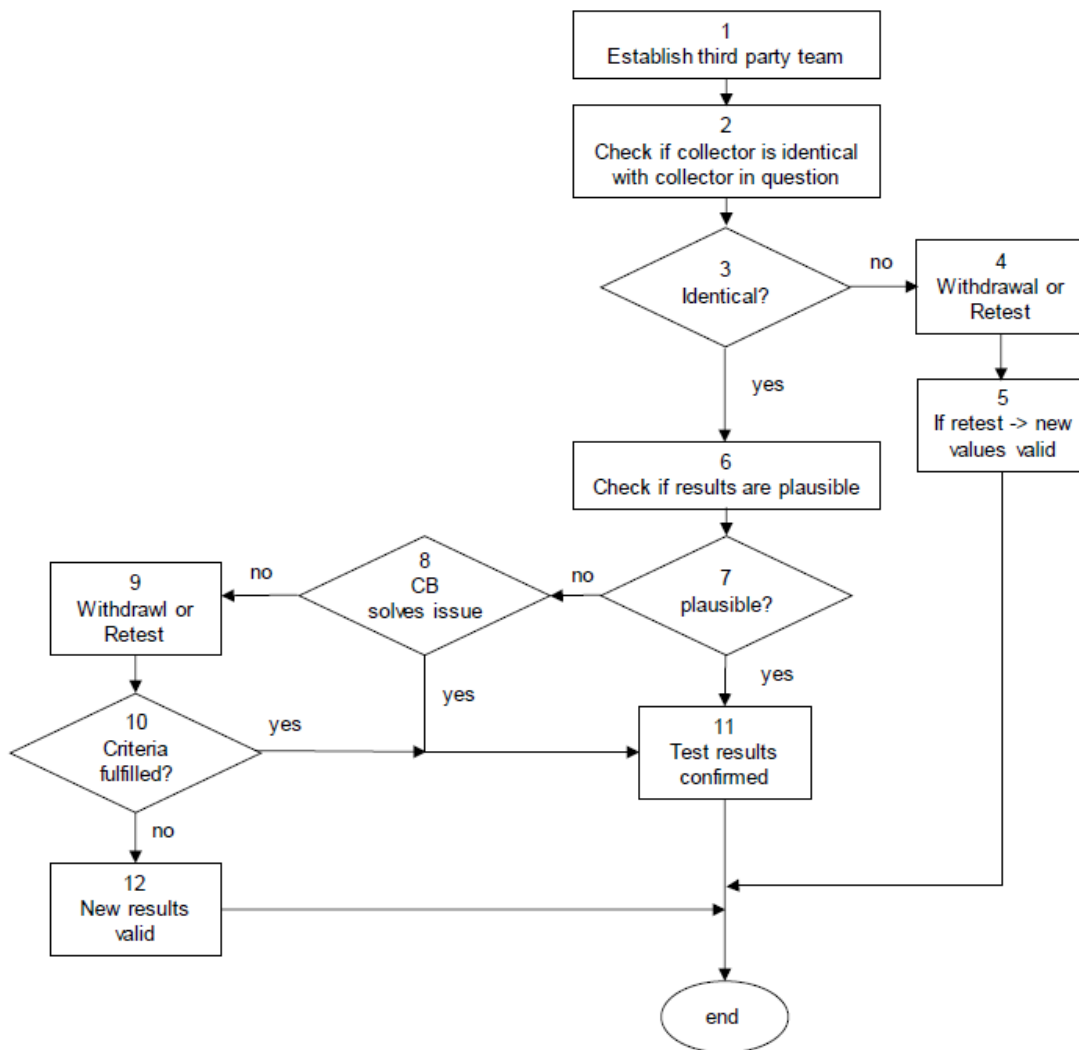 1
Establish third party team
2
Check if collector is identical
with collector in question
3
Identical?
no
4
Withdrawal or
Retest
yes
5
If retest -> new
values valid
6
Check if results are plausible
7
plausible?
no
8
CB
solves issue
no
9
Withdrawl or
Retest
yes
yes
10
Criteria
fulfilled?
yes
11
Test results
confirmed
no
12
New results
valid
end